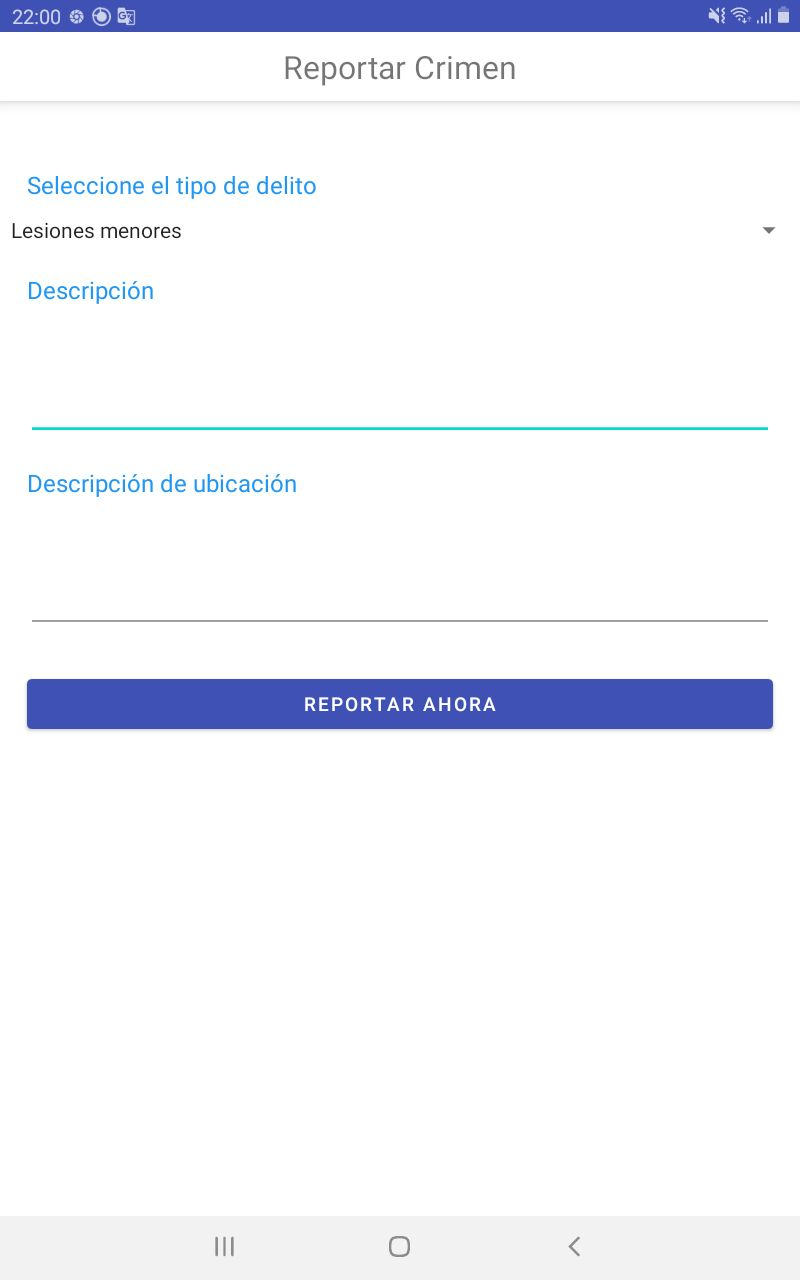 22:00
Reportar Crimen
Seleccione el tipo de delito
Lesiones menores
Descripción
Descripción de ubicación
REPORTAR AHORA